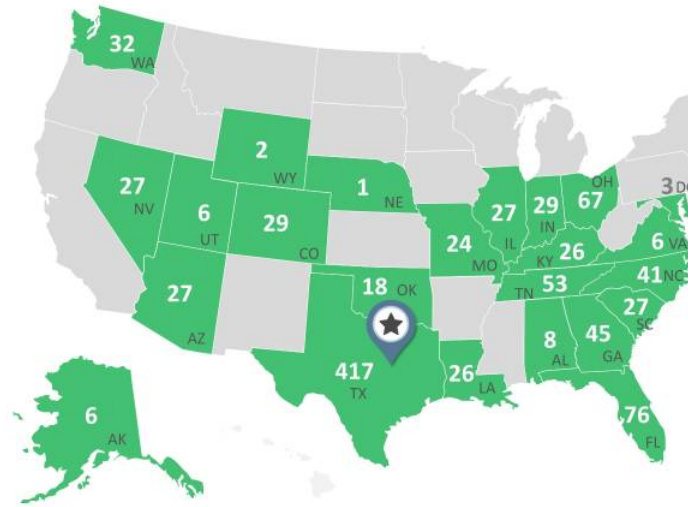 32
WA
2
WY
27
NV
6
UT
29
CO
1
NE
27
IL
29
IN
OH
67
3
24
MO
KY
26
6
VA
27
AZ
18
OK
TN
53
41
NC
27
SC
417
TX
26
LA
8
AL
45
GA
76
FL
6
AK